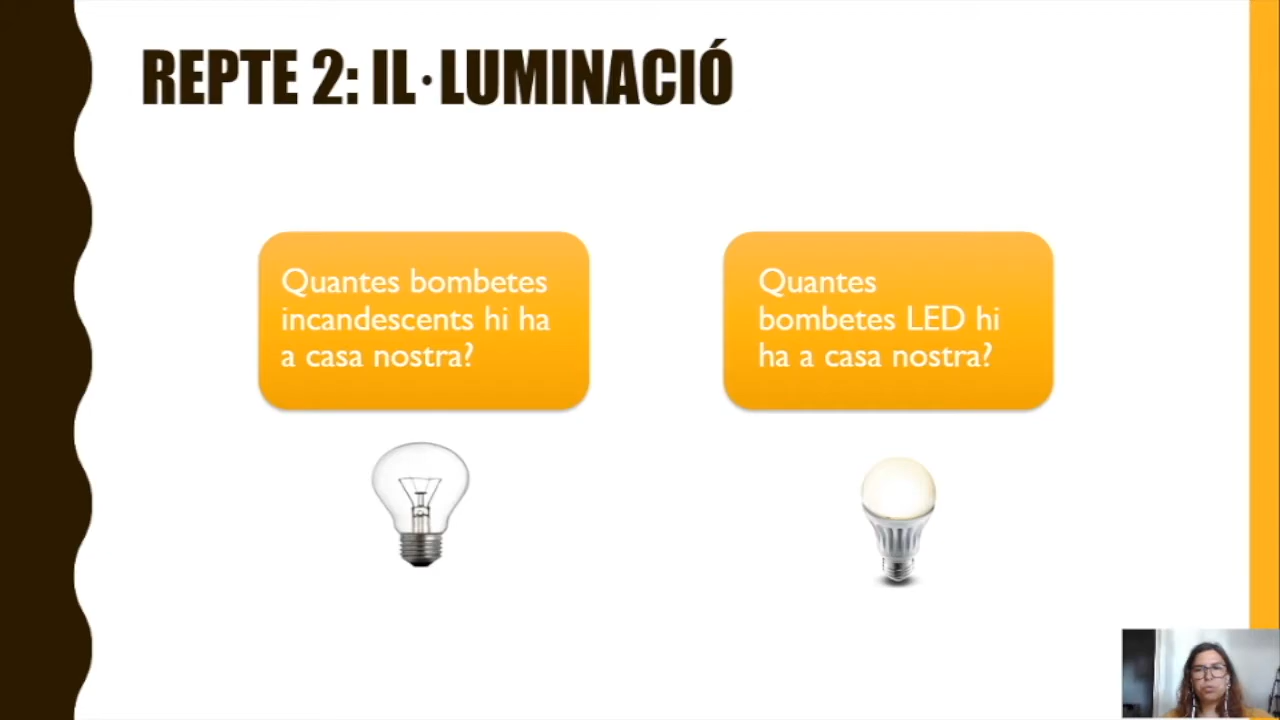 REPTE 2: IL·LUMINACIÓ
Quantes bombetes
incandescents hi ha
a casa nostra?
Quantes
bombetes LED hi
ha a casa nostra?